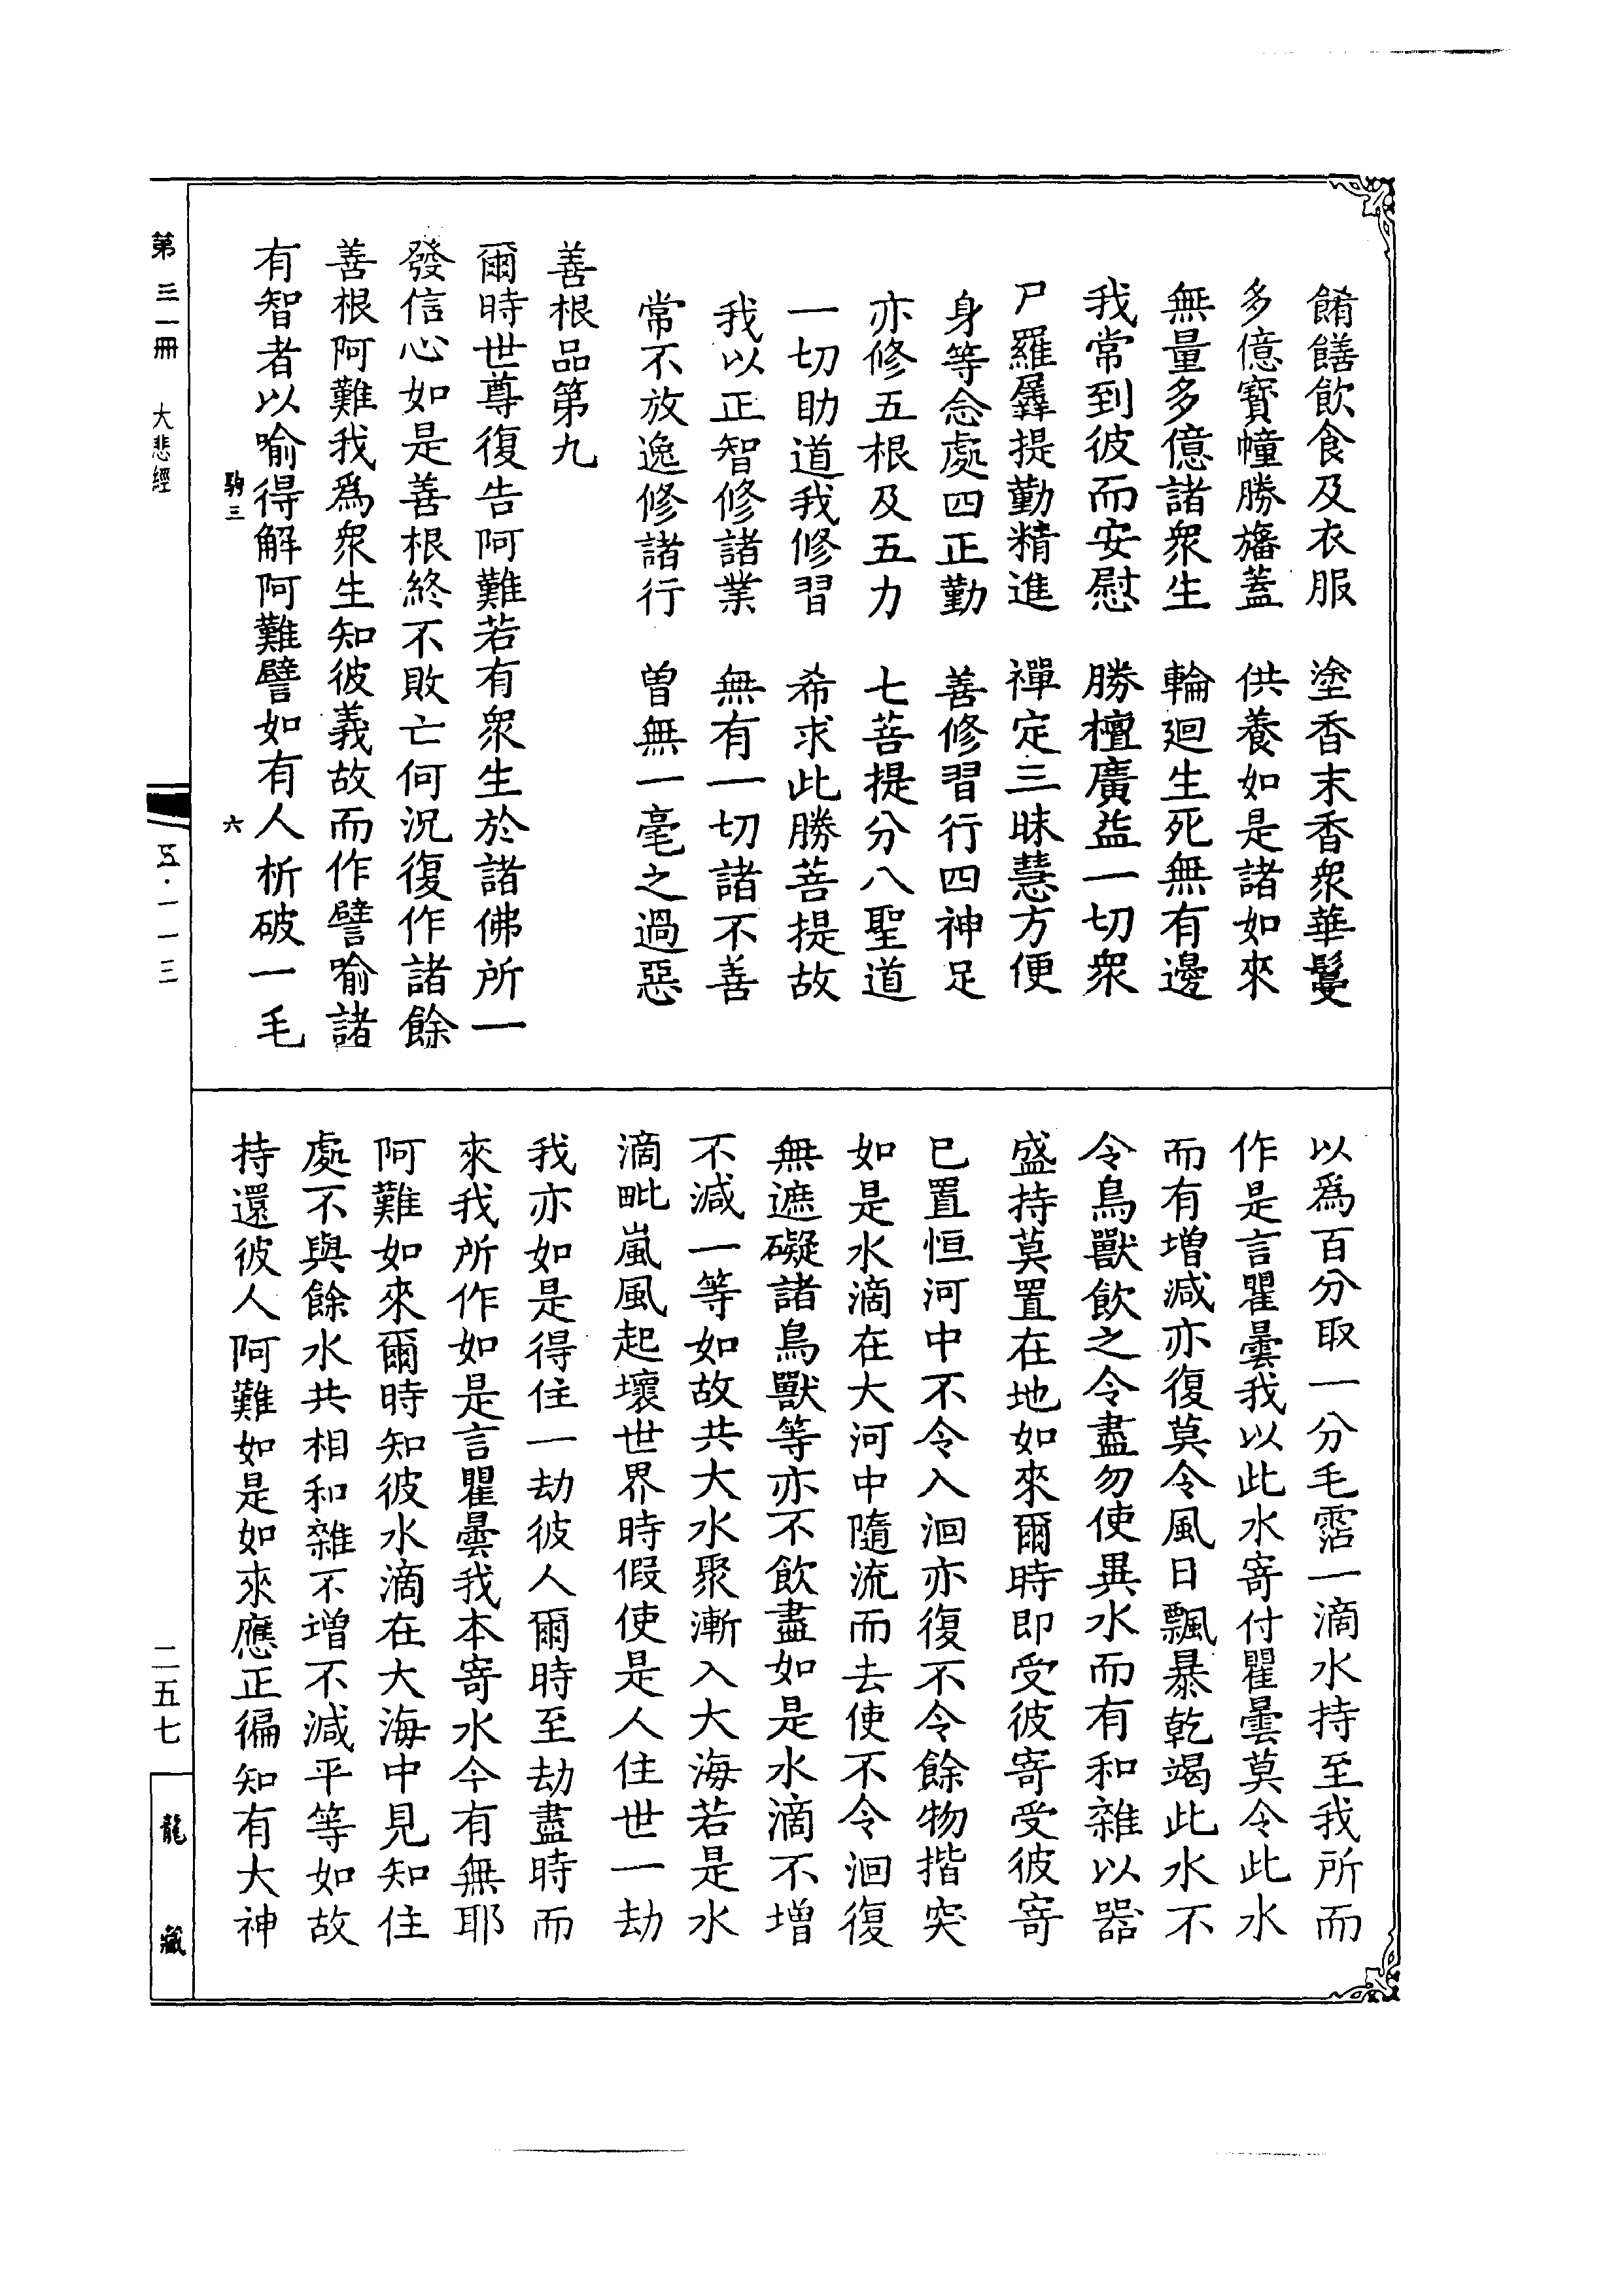 餚饍飲食及衣服　塗香末香衆華鬘
多億寶幢勝旛蓋　供養如是諸如來
無量多億諸衆生　輪迴生死無有邊
我常到彼而安慰　勝檀廣益一切衆
尸羅羼提勤精進　禪定三昧慧方便
身等念處四正勤　善修習行四神足
亦修五根及五力　七菩提分八聖道
一切助道我修習　希求此勝菩提故
我以正智修諸業　無有一切諸不善
常不放逸修諸行　曾無一毫之過惡
善根品第九
爾時世尊復告阿難若有衆生於諸佛所一
發信心如是善根終不敗亡何況復作諸餘
善根阿難我爲衆生知彼義故而作譬喻諸
有智者以喻得解阿難譬如有人析破一毛
駒三　六
以爲百分取一分毛霑一滴水持至我所而
作是言瞿曇我以此水寄付瞿曇莫令此水
而有增減亦復莫令風日飄暴乾竭此水不
令鳥獸飲之令盡勿使異水而有和雜以器
盛持莫置在地如來爾時即受彼寄受彼寄
已置恒河中不令入洄亦復不令餘物揩突
如是水滴在大河中隨流而去使不令洄復
無遮礙諸鳥獸等亦不飲盡如是水滴不增
不減一等如故共大水聚漸入大海若是水
滴毗嵐風起壞世界時假使是人住世一劫
我亦如是得住一劫彼人爾時至劫盡時而
來我所作如是言瞿曇我本寄水今有無耶
阿難如來爾時知彼水滴在大海中見知住
處不與餘水共相和雜不增不減平等如故
持還彼人阿難如是如來應正徧知有大神
第三一冊　大悲經
五·一一三
二五七
龍藏